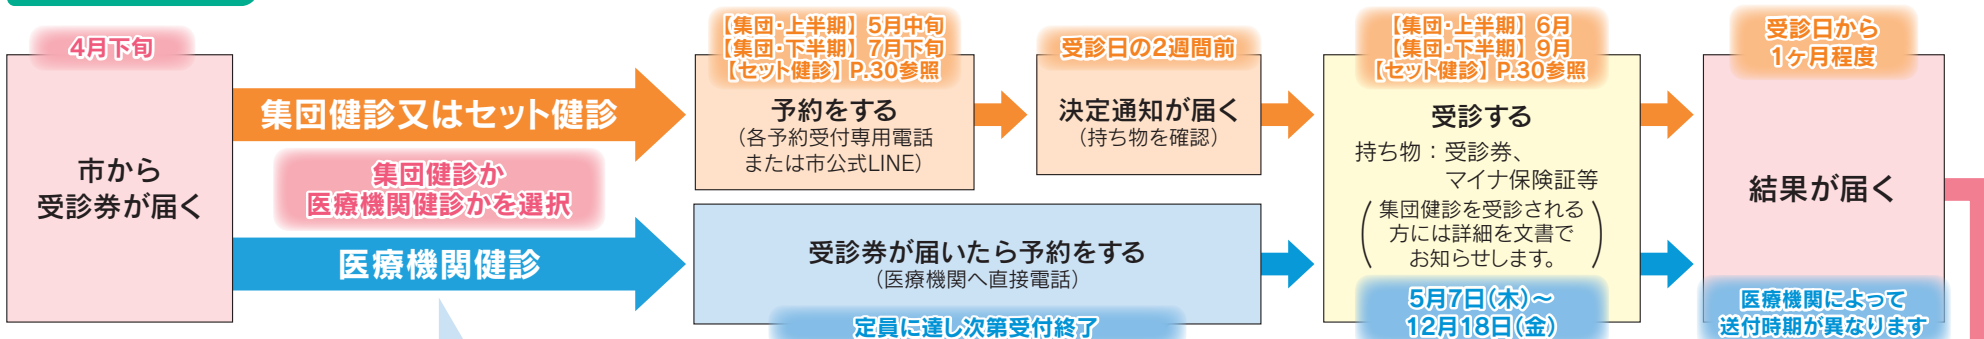 4月下旬
市から
受診券が届く
集団健診又はセット健診
集団健診か
医療機関健診かを選択
医療機関健診
【集団・上半期】5月中旬
【集団・下半期】7月下旬
【セット健診】P.30参照
予約をする
(各予約受付専用電話
または市公式LINE)
受診日の2週間前
決定通知が届く
(持ち物を確認)
受診券が届いたら予約をする
(医療機関へ直接電話)
定員に達し次第受付終了
【集団・上半期】6月
【集団・下半期】9月
【セット健診】P.30参照
受診する
持ち物:受診券、
マイナ保険証等
(集団健診を受診される
方には詳細を文書で
お知らせします。)
5月7日(木)~
12月18日(金)
受診日から
1ヶ月程度
結果が届く
医療機関によって
送付時期が異なります